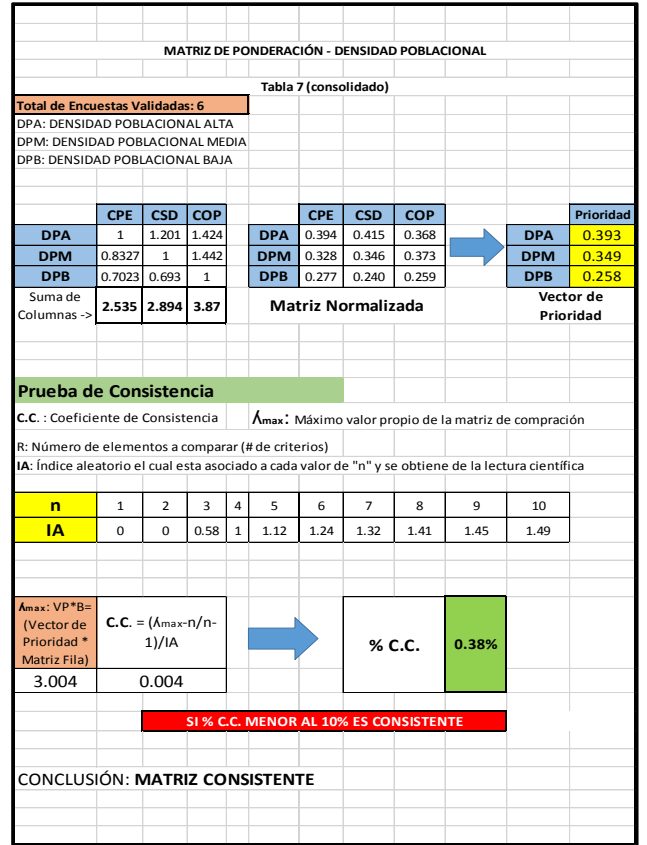 MATRIZ DE PONDERACIÓN - DENSIDAD POBLACIONAL
Tabla 7 (consolidado)
Total de Encuestas Validadas: 6
DPA: DENSIDAD POBLACIONAL ALTA
DPM: DENSIDAD POBLACIONAL MEDIA
DPB: DENSIDAD POBLACIONAL BAJA
CPE CSD COP CPE CSD COP Prioridad
DPA 1 1.201 1.424 DPA 0.394 0.415 0.368 DPA 0.393
DPM 0.8327 1 1.442 DPM 0.328 0.346 0.373 DPM 0.349
DPB 0.7023 0.693 1 DPB 0.277 0.240 0.259 DPB 0.258
Suma de
Columnas -> 2.535 2.894 3.87 Matriz Normalizada Vector de
Prioridad
Prueba de Consistencia
C.C. : Coeficiente de Consistencia ʎmax: Máximo valor propio de la matriz de compración
R: Número de elementos a comparar (# de criterios)
IA: Índice aleatorio el cual esta asociado a cada valor de "n" y se obtiene de la lectura científica
n 1 2 3 4 5 6 7 8 9 10
IA 0 0 0.58 1 1.12 1.24 1.32 1.41 1.45 1.49
ʎmax: VP*B=
(Vector de
Prioridad *
Matriz Fila)
C.C. = (ʎmax-n/n-
1)/IA
% C.C. 0.38%
3.004 0.004
SI % C.C. MENOR AL 10% ES CONSISTENTE
CONCLUSIÓN: MATRIZ CONSISTENTE